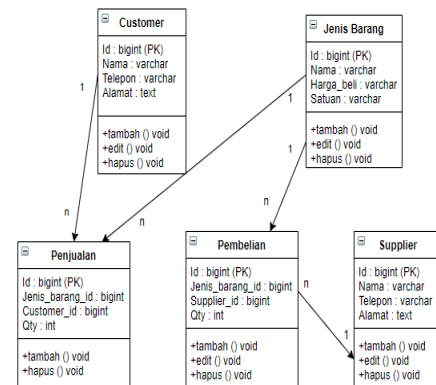 Customer
Id : bigint (PK)
Nama : varchar
Telepon : varchar
Alamat : text
+tambah () void
+edit () void
+hapus () void
Jenis Barang
Id : bigint (PK)
Nama : varchar
Harga_beli : varchar
Satuan : varchar
+tambah () void
+edit () void
+hapus () void
1
1
1
n
n
n
n
1
Penjualan
Id : bigint (PK)
Jenis_barang_id : bigint
Customer_id : bigint
Qty : int
+tambah () void
+hapus () void
Pembelian
Id : bigint (PK)
Jenis_barang_id : bigint
Supplier_id : bigint
Qty : int
+tambah () void
+edit () void
+hapus () void
Supplier
Id : bigint (PK)
Nama : varchar
Telepon : varchar
Alamat : text
+tambah () void
+edit () void
+hapus () void